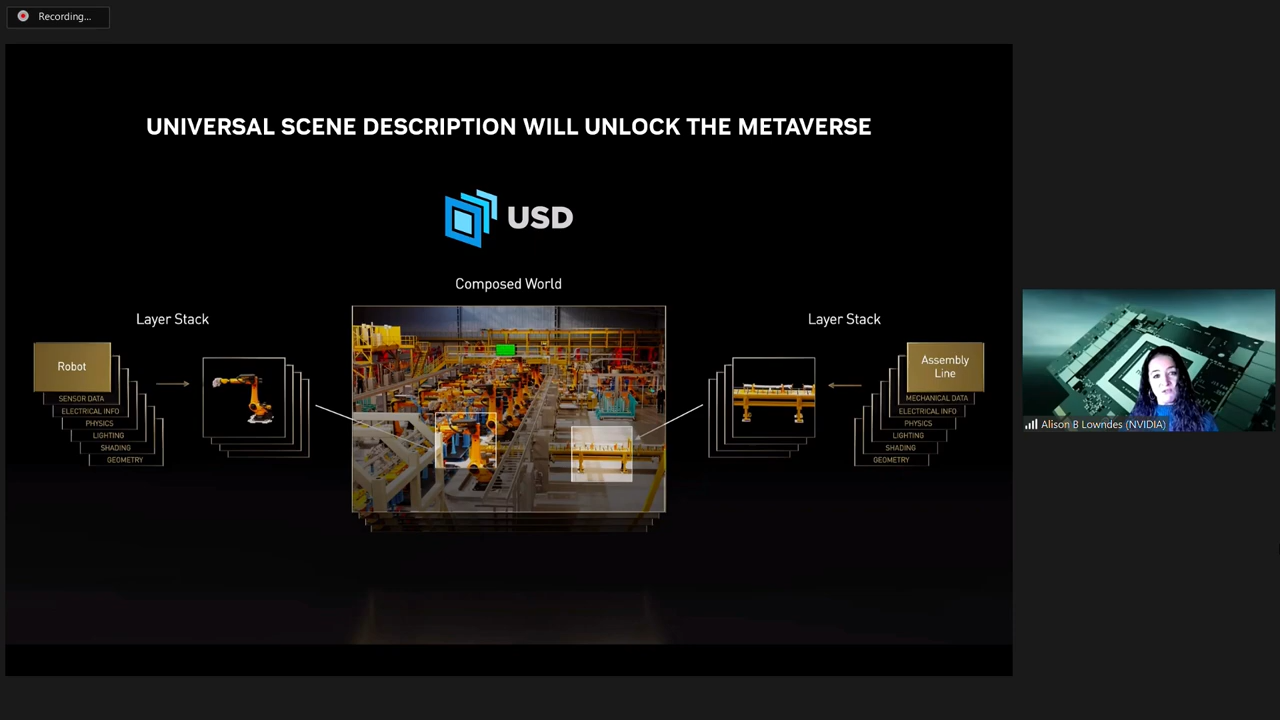 Recording...
UNIVERSAL SCENE DESCRIPTION WILL UNLOCK THE METAVERSE
USD
Composed World
Layer Stack
Robot
SENSOR DATA
ELECTRICAL INFO
PHYSICS
LIGHTING
SHADING
GEOMETRY
Layer Stack
Assembly
Line
MECHANICAL DATA
ELECTRICAL INFO
PHYSICS
LIGHTING
SHADING
GEOMETRY
Alison B Lowndes (NVIDIA)